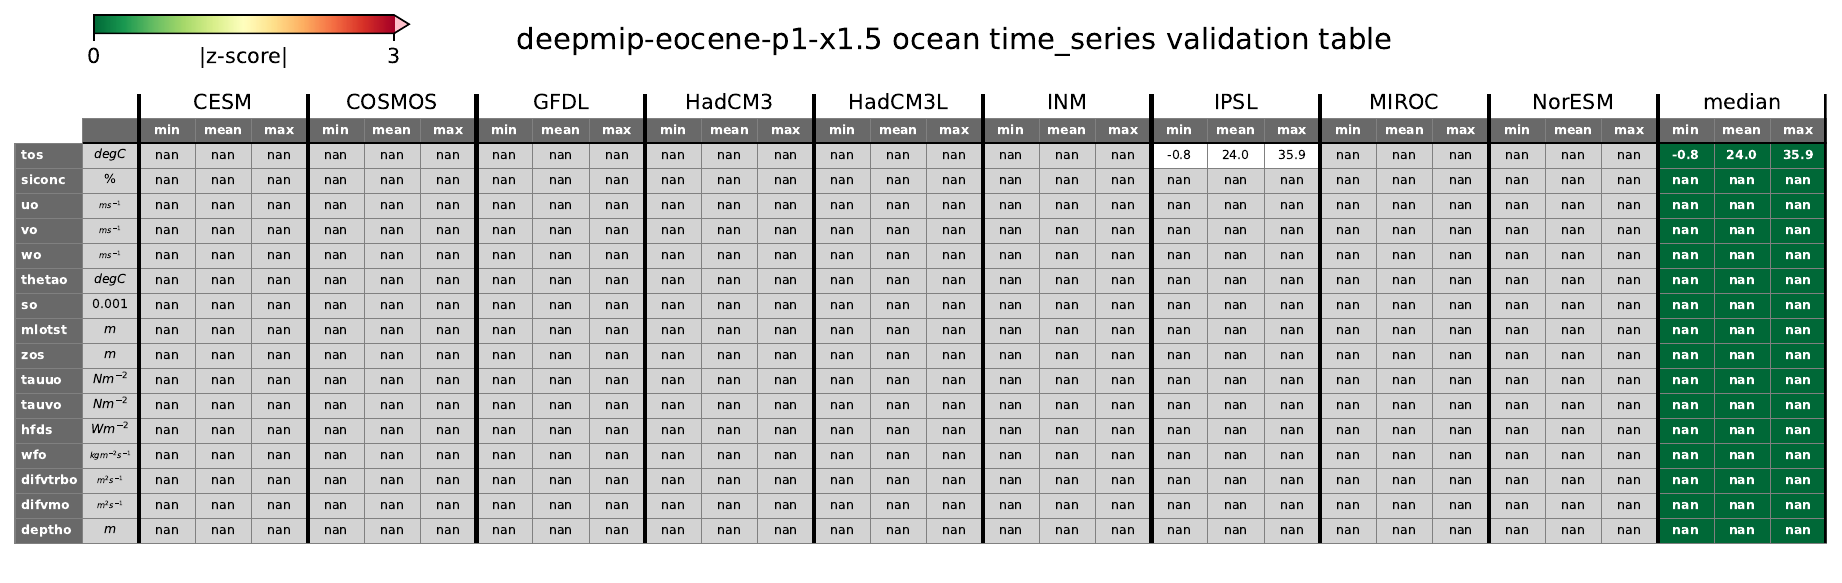 deepmip-eocene-p1-x1.5 ocean time_series validation table
0 |z-score| 3
CESM COSMOS GFDL HadCM3 HadCM3L INM IPSL MIROC NorESM median
min mean max min mean max min mean max min mean max min mean max min mean max min mean max min mean max min mean max min mean max
tos degC nan nan nan nan nan nan nan nan nan nan nan nan nan nan nan nan nan nan -0.8 24.0 35.9 nan nan nan nan nan nan -0.8 24.0 35.9
siconc % nan nan nan nan nan nan nan nan nan nan nan nan nan nan nan nan nan nan nan nan nan nan nan nan nan nan nan nan nan nan
uo ms⁻¹ nan nan nan nan nan nan nan nan nan nan nan nan nan nan nan nan nan nan nan nan nan nan nan nan nan nan nan nan nan nan
vo ms⁻¹ nan nan nan nan nan nan nan nan nan nan nan nan nan nan nan nan nan nan nan nan nan nan nan nan nan nan nan nan nan nan
wo ms⁻¹ nan nan nan nan nan nan nan nan nan nan nan nan nan nan nan nan nan nan nan nan nan nan nan nan nan nan nan nan nan nan
thetao degC nan nan nan nan nan nan nan nan nan nan nan nan nan nan nan nan nan nan nan nan nan nan nan nan nan nan nan nan nan nan
so 0.001 nan nan nan nan nan nan nan nan nan nan nan nan nan nan nan nan nan nan nan nan nan nan nan nan nan nan nan nan nan nan
mlotst m nan nan nan nan nan nan nan nan nan nan nan nan nan nan nan nan nan nan nan nan nan nan nan nan nan nan nan nan nan nan
zos m nan nan nan nan nan nan nan nan nan nan nan nan nan nan nan nan nan nan nan nan nan nan nan nan nan nan nan nan nan nan
tauuo Nm⁻² nan nan nan nan nan nan nan nan nan nan nan nan nan nan nan nan nan nan nan nan nan nan nan nan nan nan nan nan nan nan
tauvo Nm⁻² nan nan nan nan nan nan nan nan nan nan nan nan nan nan nan nan nan nan nan nan nan nan nan nan nan nan nan nan nan nan
hfds Wm⁻² nan nan nan nan nan nan nan nan nan nan nan nan nan nan nan nan nan nan nan nan nan nan nan nan nan nan nan nan nan nan
wfo kgm⁻²s⁻¹ nan nan nan nan nan nan nan nan nan nan nan nan nan nan nan nan nan nan nan nan nan nan nan nan nan nan nan nan nan nan
difvtrbo m²s⁻¹ nan nan nan nan nan nan nan nan nan nan nan nan nan nan nan nan nan nan nan nan nan nan nan nan nan nan nan nan nan nan
difvmo m²s⁻¹ nan nan nan nan nan nan nan nan nan nan nan nan nan nan nan nan nan nan nan nan nan nan nan nan nan nan nan nan nan nan
deptho m nan nan nan nan nan nan nan nan nan nan nan nan nan nan nan nan nan nan nan nan nan nan nan nan nan nan nan nan nan nan